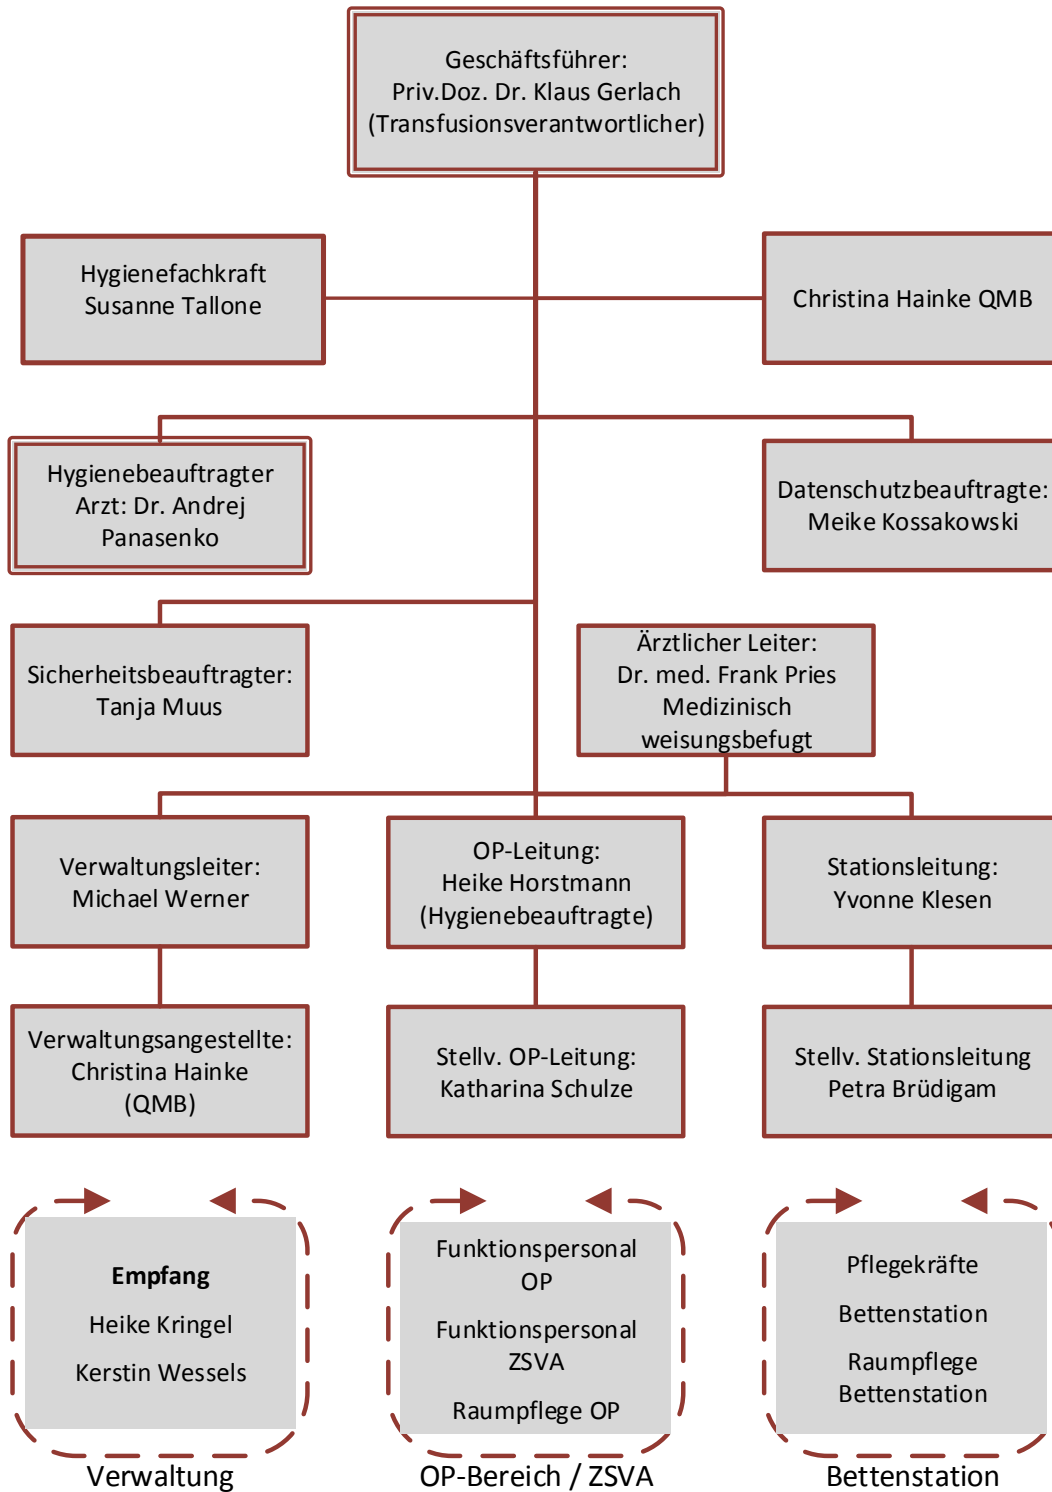 Geschäftsführer:
Priv.Doz. Dr. Klaus Gerlach
(Transfusionsverantwortlicher)
Hygienefachkraft
Susanne Tallone
Christina Hainke QMB
Hygienebeauftragter
Arzt: Dr. Andrej
Panasenko
Datenschutzbeauftragte:
Meike Kossakowski
Sicherheitsbeauftragter:
Tanja Muus
Ärztlicher Leiter:
Dr. med. Frank Pries
Medizinisch
weisungsbefugt
Verwaltungsleiter:
Michael Werner
OP-Leitung:
Heike Horstmann
(Hygienebeauftragte)
Stationsleitung:
Yvonne Klesen
Verwaltungsangestellte:
Christina Hainke
(QMB)
Stellv. OP-Leitung:
Katharina Schulze
Stellv. Stationsleitung
Petra Brüdigam
Empfang
Heike Kringel
Kerstin Wessels
Funktionspersonal
OP
Funktionspersonal
ZSVA
Raumpflege OP
Pflegekräfte
Bettenstation
Raumpflege
Bettenstation
Verwaltung
OP-Bereich / ZSVA
Bettenstation